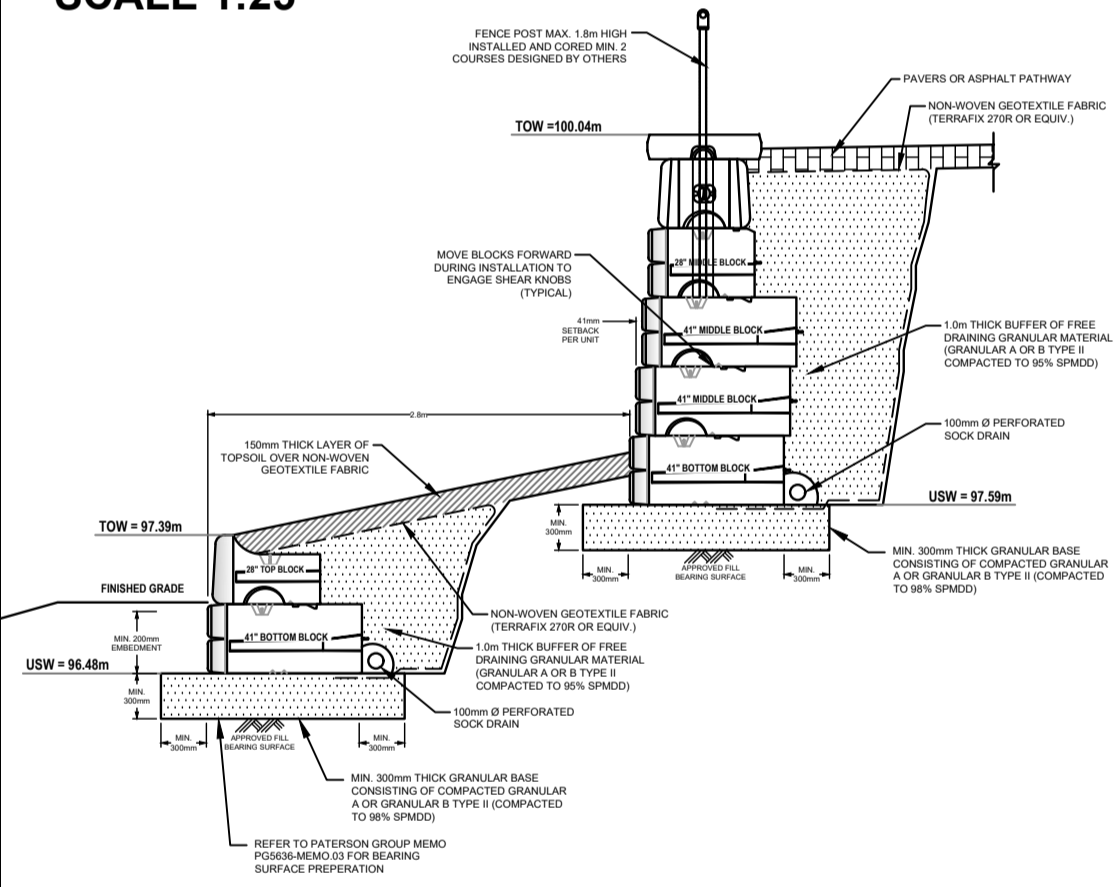 SCALE 1:25
FENCE POST MAX. 1.8m HIGH
INSTALLED AND CORED MIN. 2
COURSES DESIGNED BY OTHERS
PAVERS OR ASPHALT PATHWAY
NON-WOVEN GEOTEXTILE FABRIC
(TERRAFIX 270R OR EQUIV.)
TOW =100.04m
MOVE BLOCKS FORWARD
DURING INSTALLATION TO
ENGAGE SHEAR KNOBS
(TYPICAL)
28" MIDDLE BLOCK
41mm
SETBACK
PER UNIT
41" MIDDLE BLOCK
1.0m THICK BUFFER OF FREE
DRAINING GRANULAR MATERIAL
(GRANULAR A OR B TYPE II
COMPACTED TO 95% SPMDD)
41" MIDDLE BLOCK
2.8m
100mm Ø PERFORATED
SOCK DRAIN
150mm THICK LAYER OF
TOPSOIL OVER NON-WOVEN
GEOTEXTILE FABRIC
41" BOTTOM BLOCK
USW = 97.59m
TOW = 97.39m
MIN.
300mm
MIN.
300mm
APPROVED FILL
BEARING SURFACE
MIN.
300mm
MIN. 300mm THICK GRANULAR BASE
CONSISTING OF COMPACTED GRANULAR
A OR GRANULAR B TYPE II (COMPACTED
TO 98% SPMDD)
28" TOP BLOCK
FINISHED GRADE
NON-WOVEN GEOTEXTILE FABRIC
(TERRAFIX 270R OR EQUIV.)
MIN. 200mm
EMBEDMENT
41" BOTTOM BLOCK
1.0m THICK BUFFER OF FREE
DRAINING GRANULAR MATERIAL
(GRANULAR A OR B TYPE II
COMPACTED TO 95% SPMDD)
USW = 96.48m
MIN.
300mm
100mm Ø PERFORATED
SOCK DRAIN
MIN.
300mm
APPROVED FILL
BEARING SURFACE
MIN.
300mm
MIN. 300mm THICK GRANULAR BASE
CONSISTING OF COMPACTED GRANULAR
A OR GRANULAR B TYPE II (COMPACTED
TO 98% SPMDD)
REFER TO PATERSON GROUP MEMO
PG5636-MEMO.03 FOR BEARING
SURFACE PREPERATION